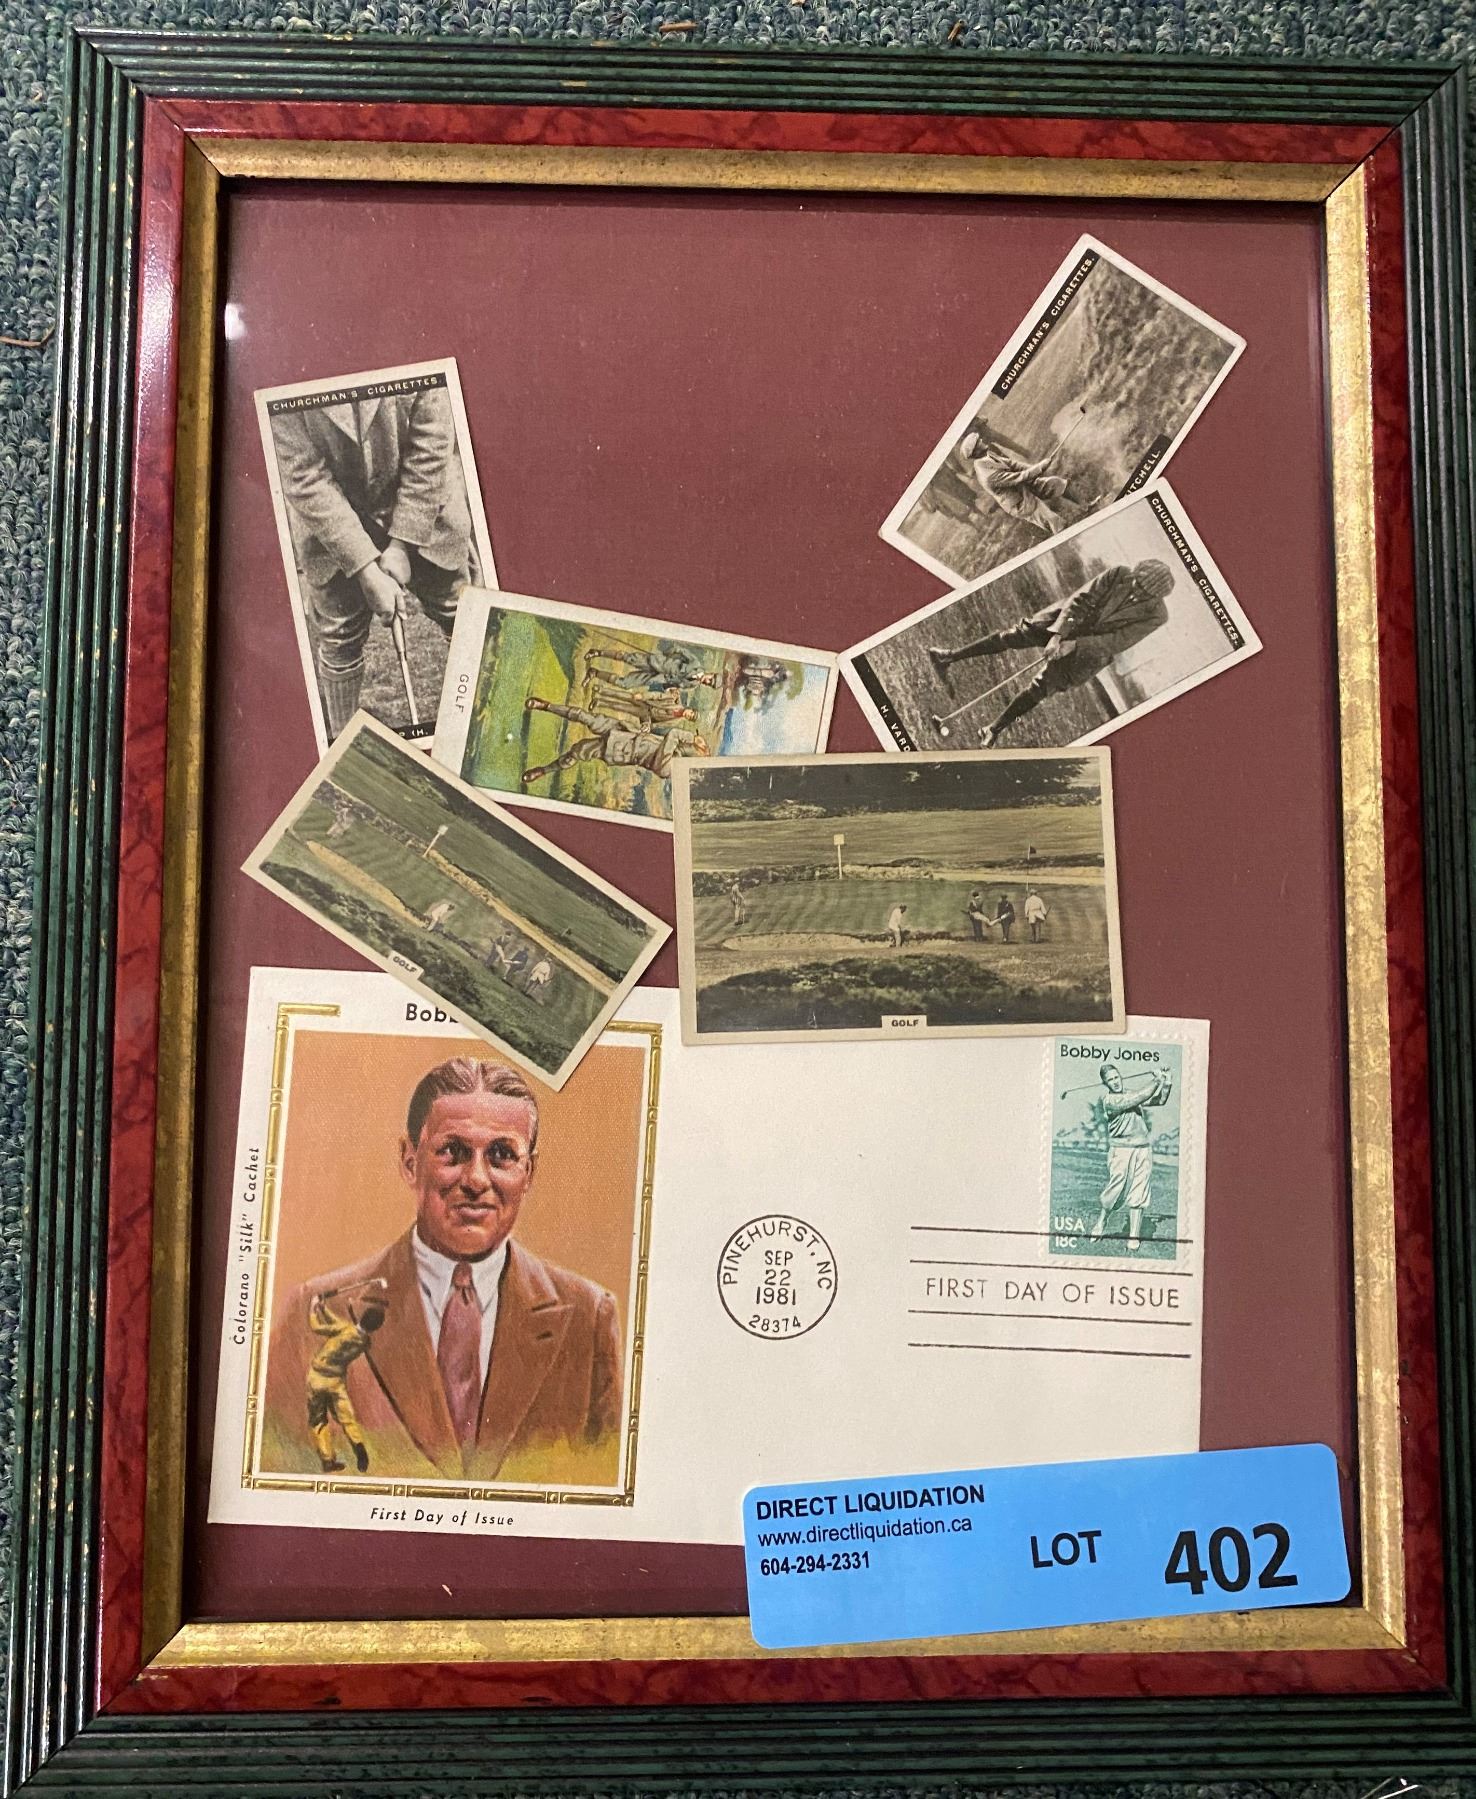 CHURCHMAN'S CIGARETTES.
CHURCHMAN'S CIGARETTES.
CHURCHMAN'S CIGARETTES.
(H.
GOLF
H.
GOLF
GOLF
Bobby Jones
USA
18c
Colorano "Silk" Cachet
PINEHURST, NC
SEP
22
1981
28374
FIRST DAY OF ISSUE
First Day of Issue
DIRECT LIQUIDATION
www.directliquidation.ca
604-294-2331
LOT 402